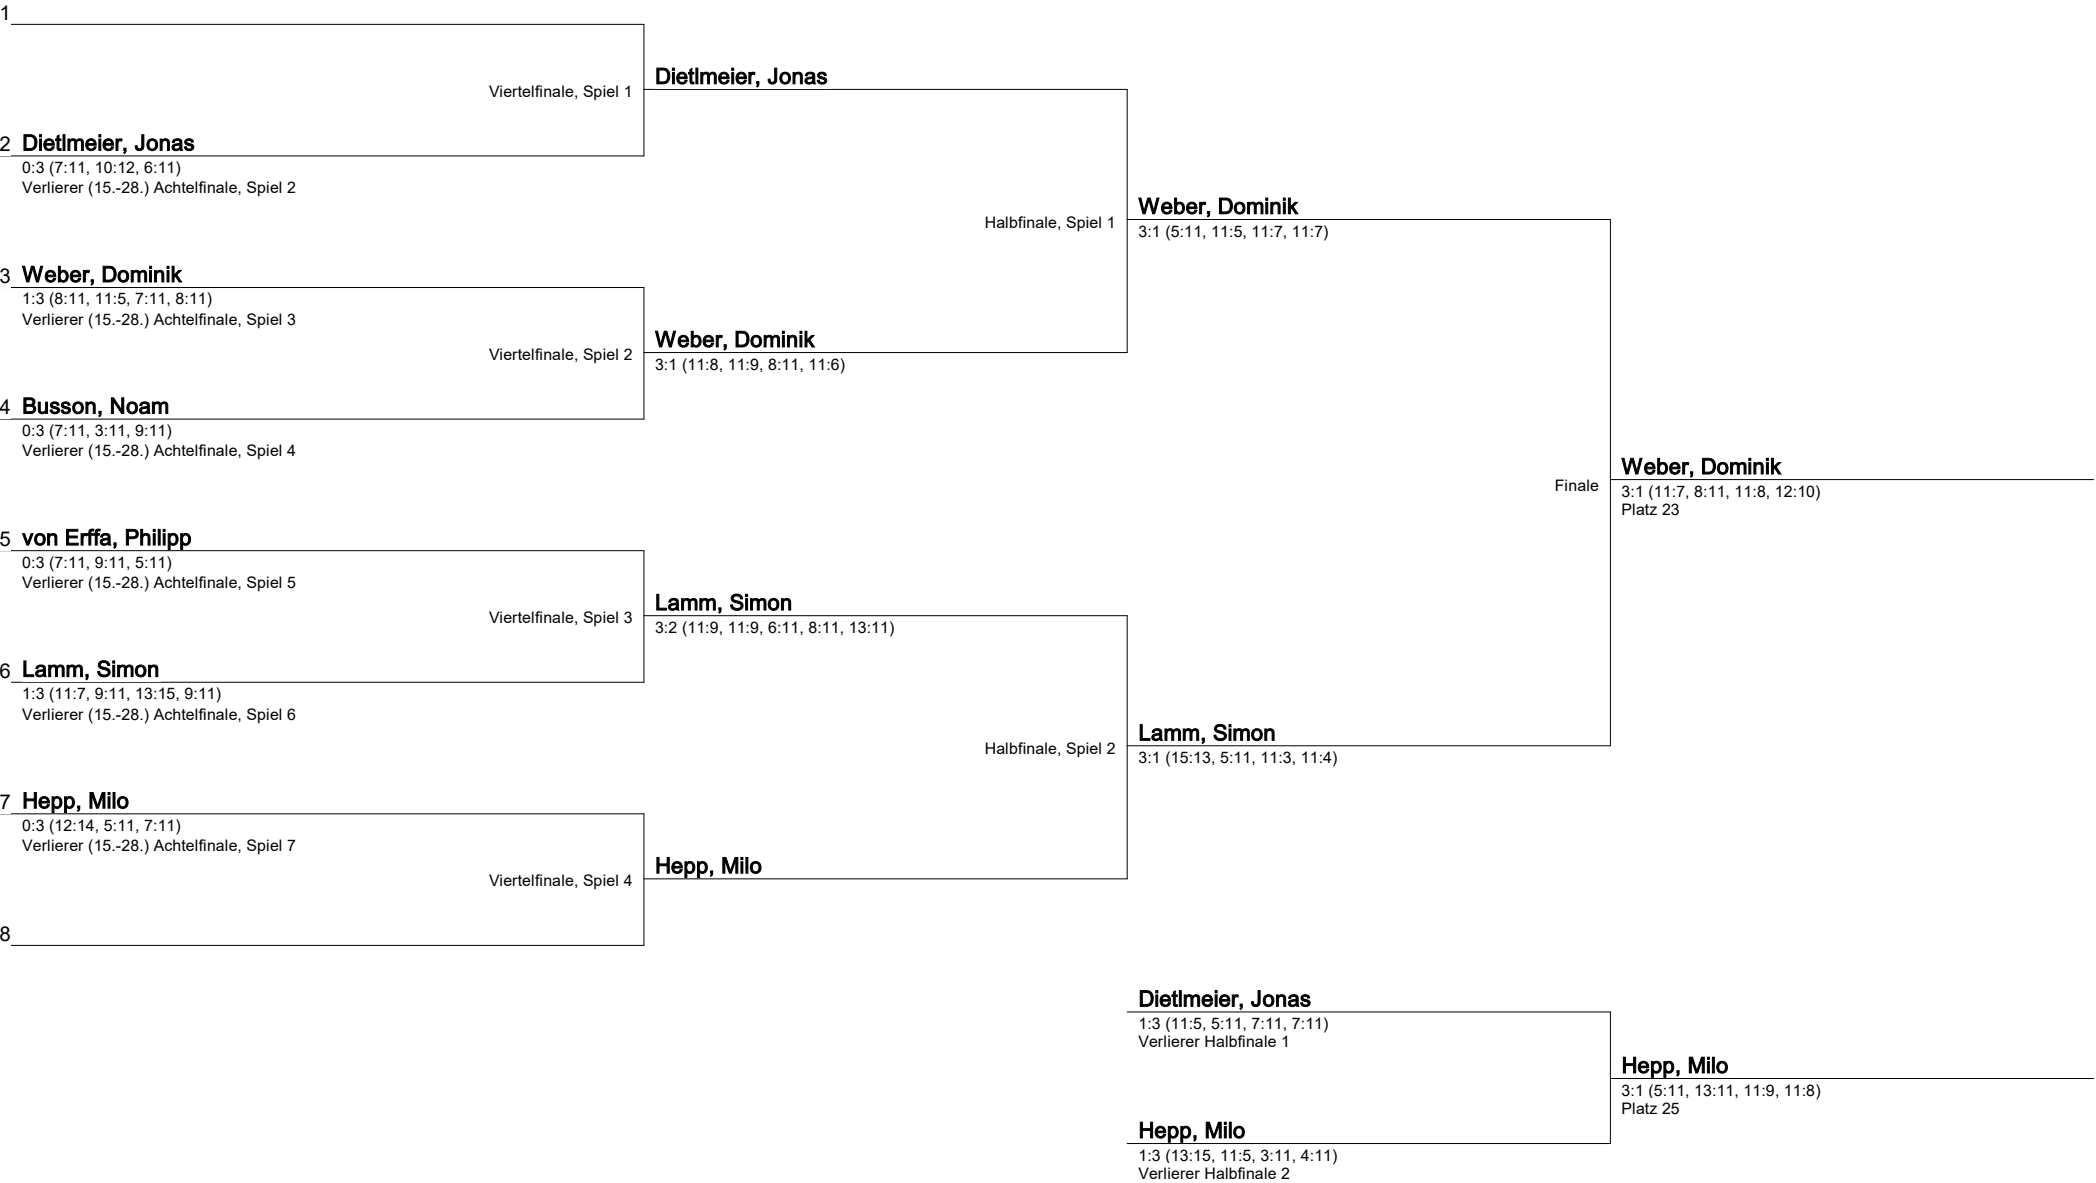 1
Viertelfinale, Spiel 1
Dietlmeier, Jonas
2 Dietlmeier, Jonas
0:3 (7:11, 10:12, 6:11)
Verlierer (15.-28.) Achtelfinale, Spiel 2
Halbfinale, Spiel 1
Weber, Dominik
3:1 (5:11, 11:5, 11:7, 11:7)
3 Weber, Dominik
1:3 (8:11, 11:5, 7:11, 8:11)
Verlierer (15.-28.) Achtelfinale, Spiel 3
Viertelfinale, Spiel 2
Weber, Dominik
3:1 (11:8, 11:9, 8:11, 11:6)
4 Busson, Noam
0:3 (7:11, 3:11, 9:11)
Verlierer (15.-28.) Achtelfinale, Spiel 4
Finale
Weber, Dominik
3:1 (11:7, 8:11, 11:8, 12:10)
Platz 23
5 von Erffa, Philipp
0:3 (7:11, 9:11, 5:11)
Verlierer (15.-28.) Achtelfinale, Spiel 5
Viertelfinale, Spiel 3
Lamm, Simon
3:2 (11:9, 11:9, 6:11, 8:11, 13:11)
6 Lamm, Simon
1:3 (11:7, 9:11, 13:15, 9:11)
Verlierer (15.-28.) Achtelfinale, Spiel 6
Halbfinale, Spiel 2
Lamm, Simon
3:1 (15:13, 5:11, 11:3, 11:4)
7 Hepp, Milo
0:3 (12:14, 5:11, 7:11)
Verlierer (15.-28.) Achtelfinale, Spiel 7
Viertelfinale, Spiel 4
Hepp, Milo
8
Dietlmeier, Jonas
1:3 (11:5, 5:11, 7:11, 7:11)
Verlierer Halbfinale 1
Hepp, Milo
3:1 (5:11, 13:11, 11:9, 11:8)
Platz 25
Hepp, Milo
1:3 (13:15, 11:5, 3:11, 4:11)
Verlierer Halbfinale 2